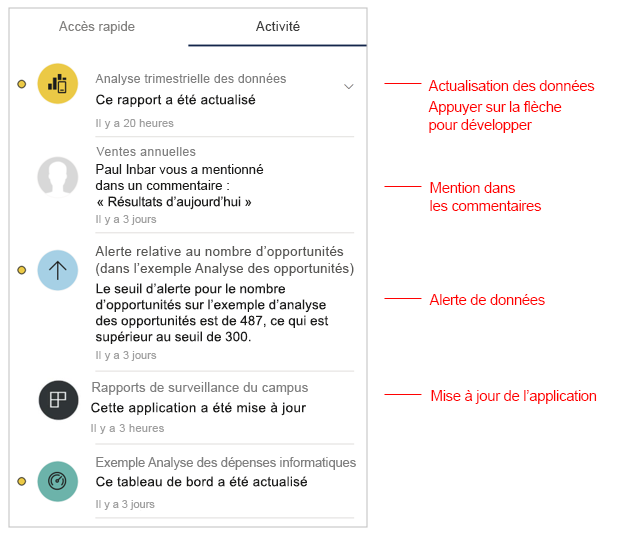 Accès rapide
Activité
Analyse trimestrielle des données
Ce rapport a été actualisé
Il y a 20 heures
Actualisation des données
Appuyer sur la flèche
pour développer
Ventes annuelles
Paul Inbar vous a mentionné
dans un commentaire :
« Résultats d’aujourd’hui »
Il y a 3 jours
Mention dans
les commentaires
Alerte relative au nombre d’opportunités
(dans l’exemple Analyse des opportunités)
Le seuil d’alerte pour le nombre
d’opportunités sur l’exemple d’analyse
des opportunités est de 487, ce qui est
supérieur au seuil de 300.
Il y a 3 jours
Alerte de données
Rapports de surveillance du campus
Cette application a été mise à jour
Il y a 3 heures
Mise à jour de l’application
Exemple Analyse des dépenses informatiques
Ce tableau de bord a été actualisé
Il y a 3 jours